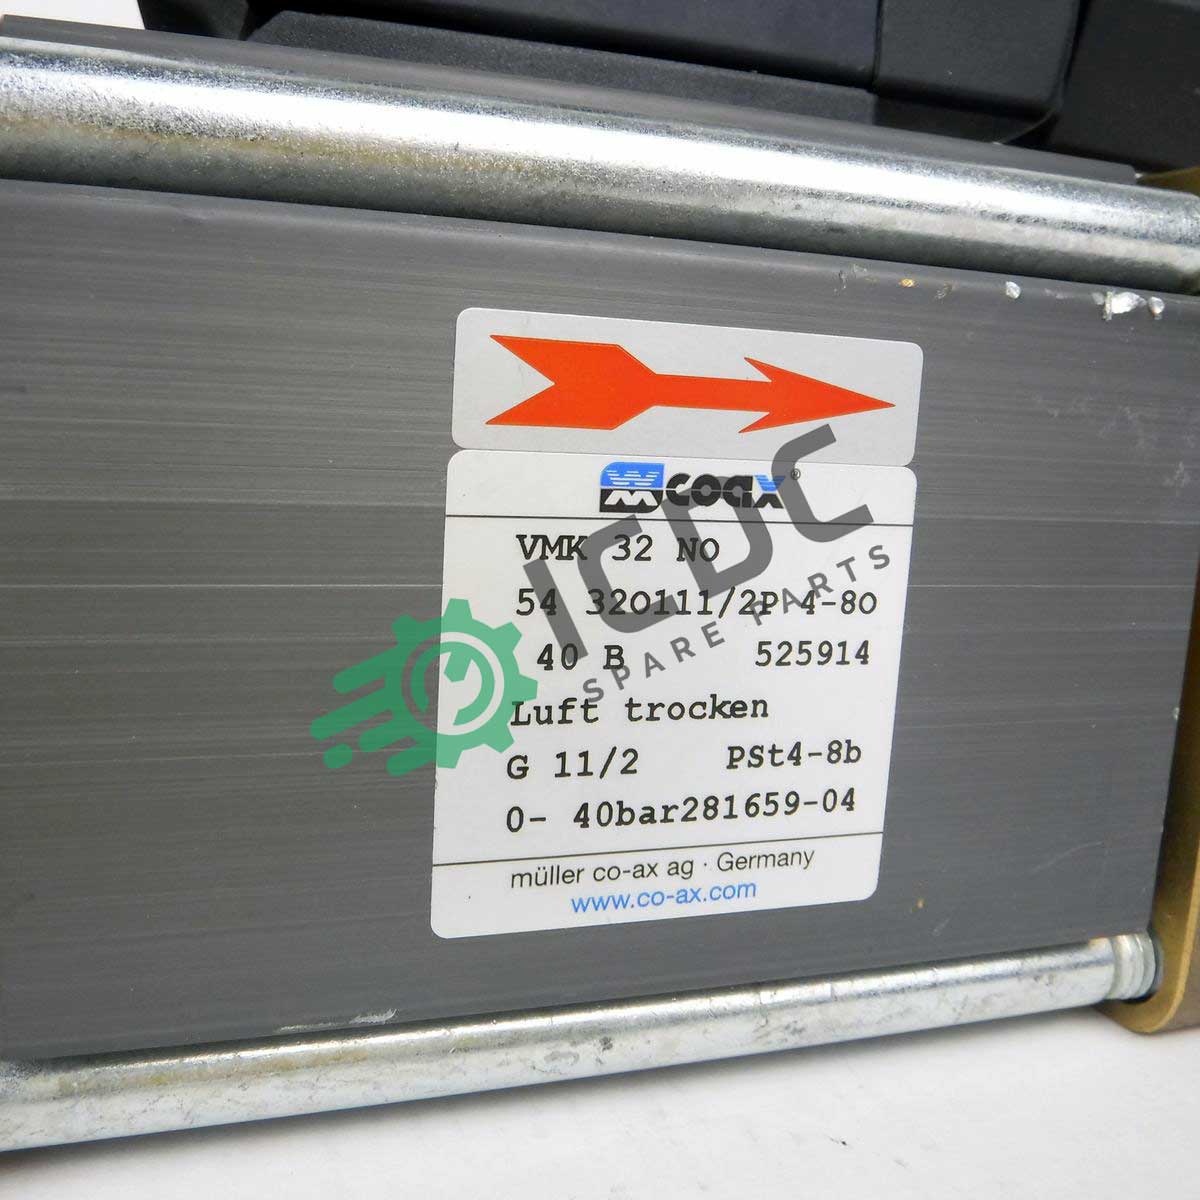 coax®
VMK 32 NO
54 320111/2P 4-80
40 B 525914
Luft trocken
G 11/2 PSt4-8b
0- 40bar281659-04
müller co-ax ag · Germany
www.co-ax.com
ICDC
SPARE PARTS